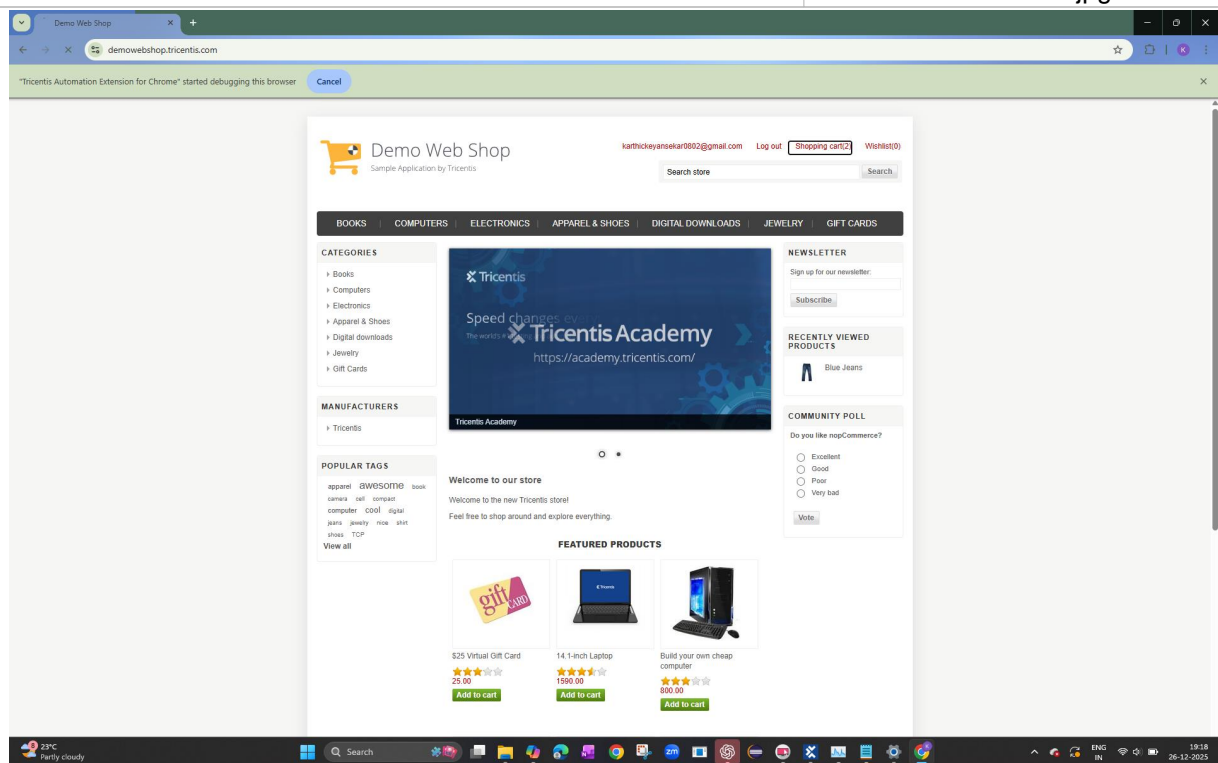 jpg
Demo Web Shop
demowebshop.tricentis.com
K
"Tricentis Automation Extension for Chrome" started debugging this browser
Cancel
Demo Web Shop
Sample Application by Tricentis
karthickeyansekar0802@gmail.com Log out Shopping cart(2) Wishlist(0)
Search store
Search
BOOKS COMPUTERS ELECTRONICS APPAREL & SHOES DIGITAL DOWNLOADS JEWELRY GIFT CARDS
CATEGORIES
Books
Computers
Electronics
Apparel & Shoes
Digital downloads
Jewelry
Gift Cards
MANUFACTURERS
Tricentis
POPULAR TAGS
apparel awesome book
camera cell compact
computer cool digital
jeans jewelry nice shirt
shoes TCP
View all
Tricentis
Speed changes
Tricentis Academy
https://academy.tricentis.com/
Tricentis Academy
Welcome to our store
Welcome to the new Tricentis store!
Feel free to shop around and explore everything.
FEATURED PRODUCTS
gift CARD
Tricentis
$25 Virtual Gift Card
25.00
Add to cart
14.1-inch Laptop
1590.00
Add to cart
Build your own cheap
computer
800.00
Add to cart
NEWSLETTER
Sign up for our newsletter:
Subscribe
RECENTLY VIEWED
PRODUCTS
Blue Jeans
COMMUNITY POLL
Do you like nopCommerce?
Excellent
Good
Poor
Very bad
Vote
23°C
Partly cloudy
Search
zm
ENG
IN
19:18
26-12-2025